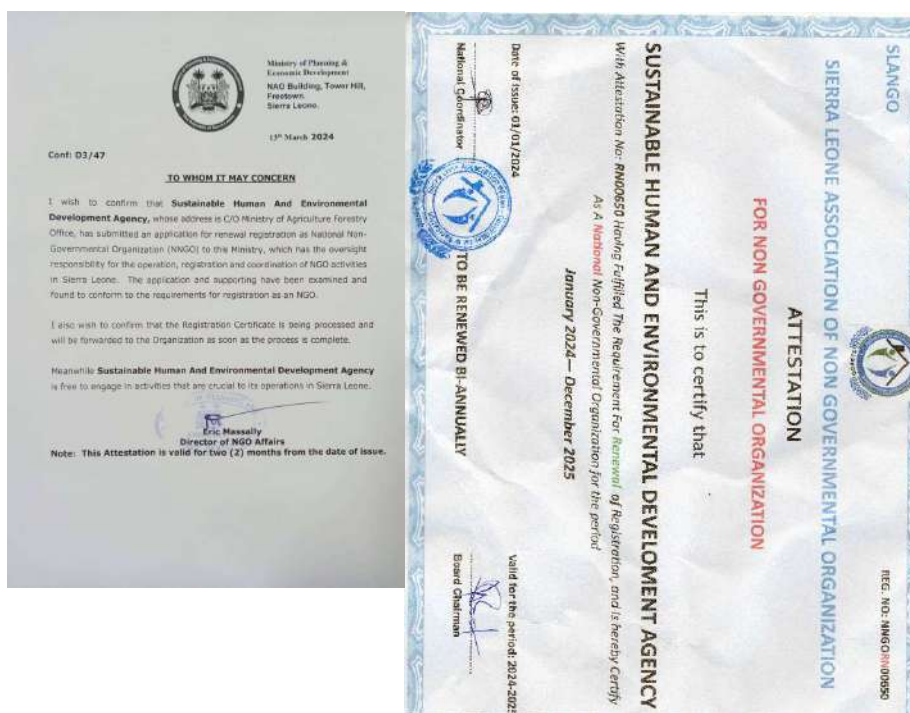 Ministry of Planning &
Economic Development
NAO Building, Tower Hill,
Freetown.
Sierra Leone.
13th March 2024
Conf: D3/47
TO WHOM IT MAY CONCERN
I wish to confirm that Sustainable Human And Environmental
Development Agency, whose address is C/O Ministry of Agriculture Forestry
Office, has submitted an application for renewal registration as National Non-
Governmental Organization (NNGO) to this Ministry, which has the oversight
responsibility for the operation, registration and coordination of NGO activities
in Sierra Leone. The application and supporting have been examined and
found to conform to the requirements for registration as an NGO.
I also wish to confirm that the Registration Certificate is being processed and
will be forwarded to the Organization as soon as the process is complete.
Meanwhile Sustainable Human And Environmental Development Agency
is free to engage in activities that are crucial to its operations in Sierra Leone.
Eric Massally
Director of NGO Affairs
Note: This Attestation is valid for two (2) months from the date of issue.
SLANGO
REG. NO: NNGORN00650
SIERRA LEONE ASSOCIATION OF NON GOVERNMENTAL ORGANIZATION
ATTESTATION
FOR NON GOVERNMENTAL ORGANIZATION
This is to certify that
SUSTAINABLE HUMAN AND ENVIRONMENTAL DEVELOMENT AGENCY
With Attestation No: RN00650 Having Fulfilled The Requirement For Renewal of Registration, and is hereby Certify
As A National Non-Governmental Organization for the period
January 2024— December 2025
Date of Issue: 01/01/2024
Valid for the period: 2024-2025
National Coordinator
Board Chairman
TO BE RENEWED BI-ANNUALLY